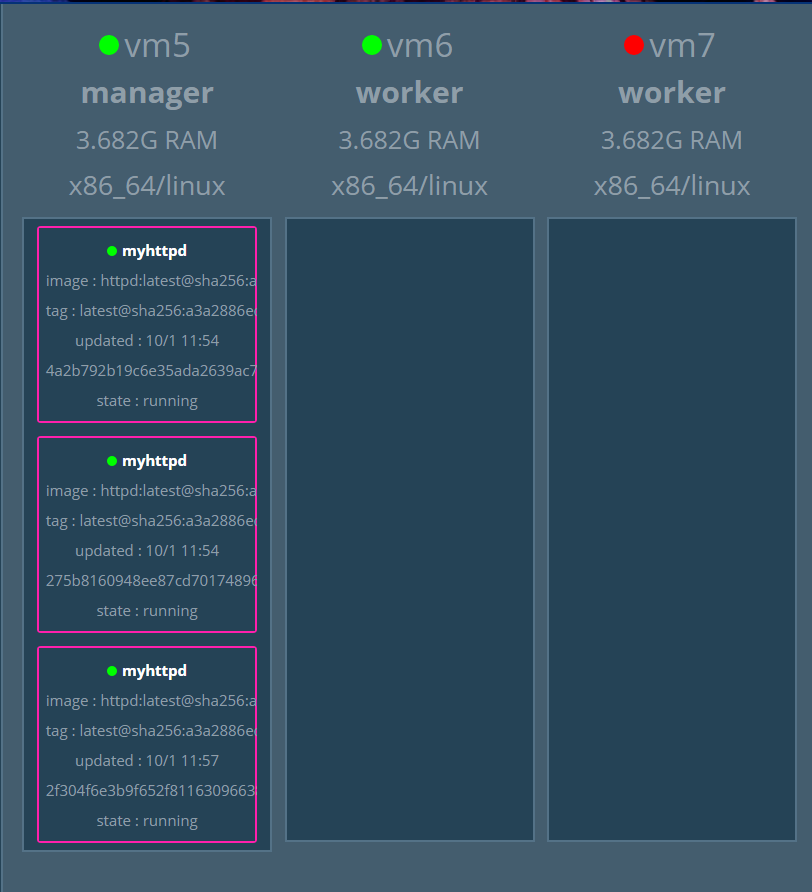 vm5
manager
3.682G RAM
x86_64/linux
myhttpd
image : httpd:latest@sha256:a
tag : latest@sha256:a3a2886e
updated : 10/1 11:54
4a2b792b19c6e35ada2639ac7
state : running
myhttpd
image : httpd:latest@sha256:a
tag : latest@sha256:a3a2886e
updated : 10/1 11:54
275b8160948ee87cd70174896
state : running
myhttpd
image : httpd:latest@sha256:a
tag : latest@sha256:a3a2886e
updated : 10/1 11:57
2f304f6e3b9f652f8116309663
state : running
vm6
worker
3.682G RAM
x86_64/linux
vm7
worker
3.682G RAM
x86_64/linux